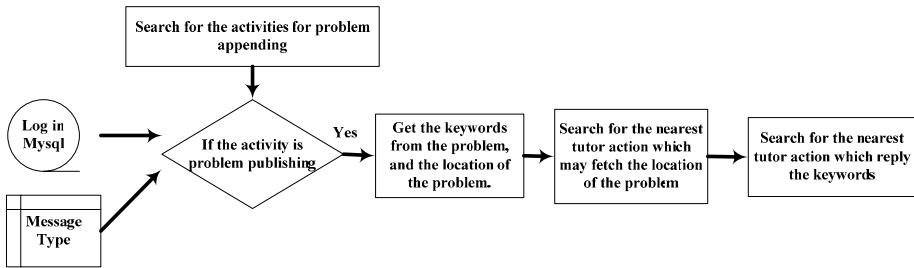 Search for the activities for problem
appending
Log in
Mysql
Message
Type
If the activity is
problem publishing
Yes
Get the keywords
from the problem,
and the location of
the problem.
Search for the nearest
tutor action which
may fetch the location
of the problem
Search for the nearest
tutor action which reply
the keywords